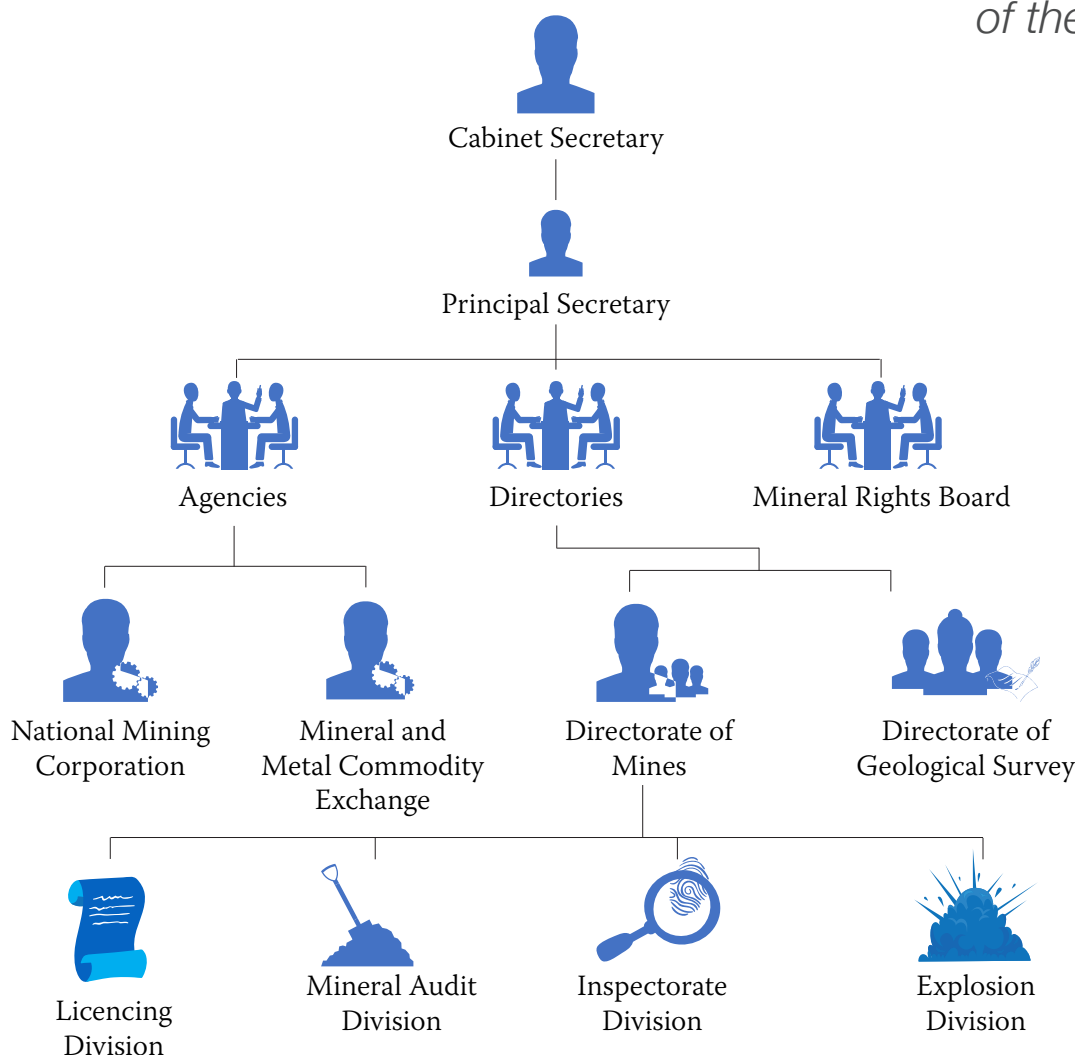 of the
Cabinet Secretary
Principal Secretary
Agencies
Directories
Mineral Rights Board
National Mining
Corporation
Mineral and
Metal Commodity
Exchange
Directorate of
Mines
Directorate of
Geological Survey
Licencing
Division
Mineral Audit
Division
Inspectorate
Division
Explosion
Division